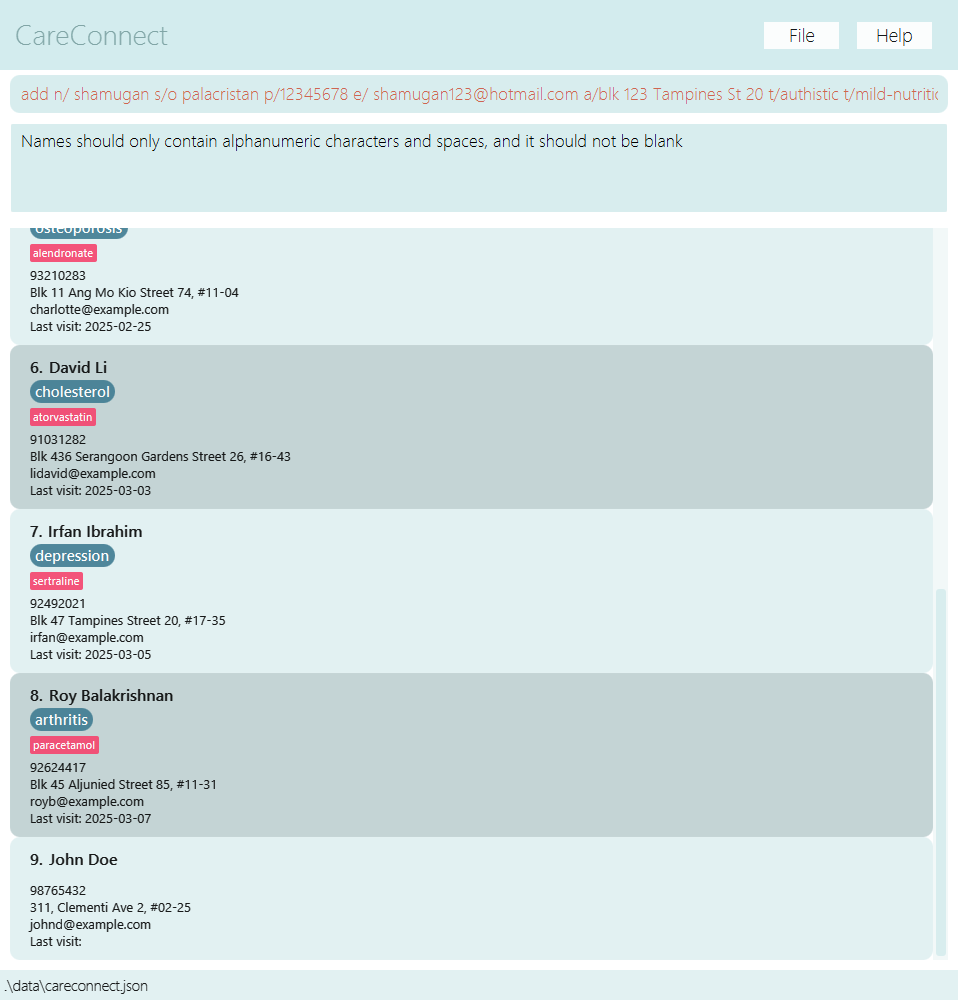 CareConnect
File Help
add n/ shamugan s/o palacristan p/12345678 e/ shamugan123@hotmail.com a/blk 123 Tampines St 20 t/authistic t/mild-nutritic
Names should only contain alphanumeric characters and spaces, and it should not be blank
osteoporosis
alendronate
93210283
Blk 11 Ang Mo Kio Street 74, #11-04
charlotte@example.com
Last visit: 2025-02-25
6. David Li
cholesterol
atorvastatin
91031282
Blk 436 Serangoon Gardens Street 26, #16-43
lidavid@example.com
Last visit: 2025-03-03
7. Irfan Ibrahim
depression
sertraline
92492021
Blk 47 Tampines Street 20, #17-35
irfan@example.com
Last visit: 2025-03-05
8. Roy Balakrishnan
arthritis
paracetamol
92624417
Blk 45 Aljunied Street 85, #11-31
royb@example.com
Last visit: 2025-03-07
9. John Doe
98765432
311, Clementi Ave 2, #02-25
johnd@example.com
Last visit:
.\data\careconnect.json